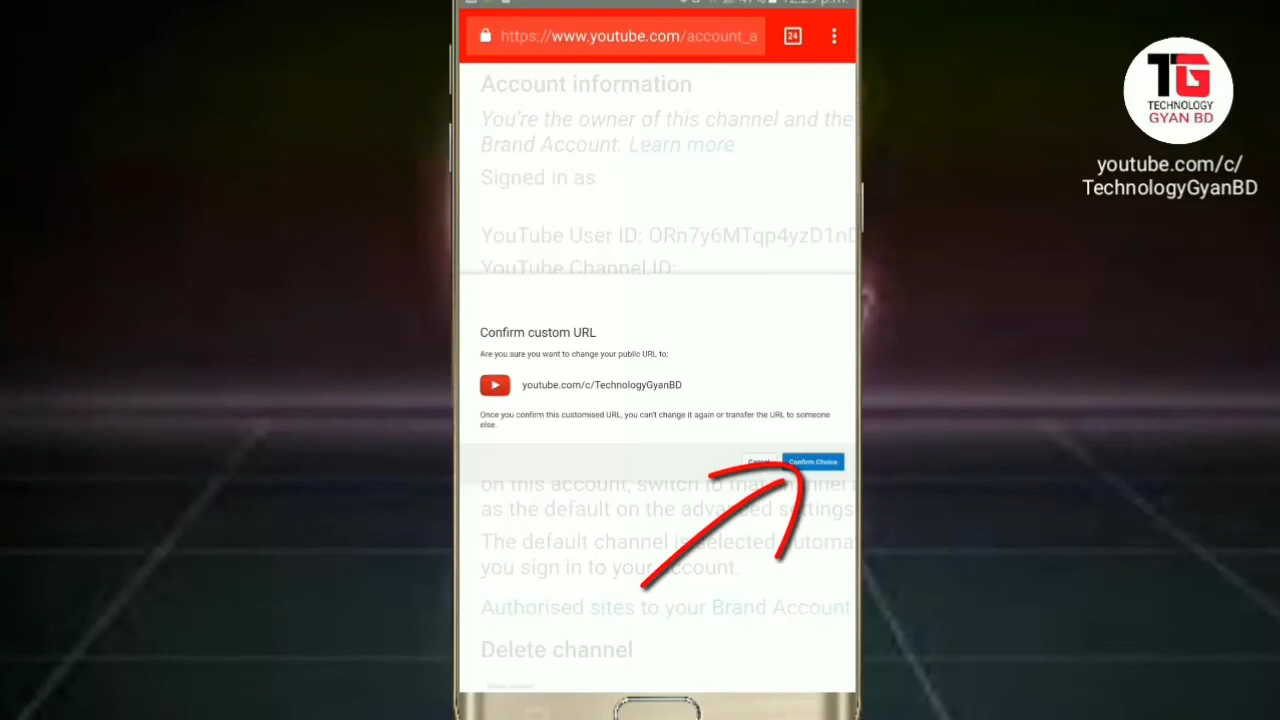 https://www.youtube.com/account_a
24
Account information
You're the owner of this channel and the
Brand Account. Learn more
Signed in as
YouTube User ID: ORn7y6MTqp4yzD1nD
YouTube Channel ID:
Confirm custom URL
Are you sure you want to change your public URL to:
youtube.com/c/TechnologyGyanBD
Once you confirm this customised URL, you can't change it again or transfer the URL to someone
else.
Cancel
Confirm Choice
on this account, switch to that channel
as the default on the advanced settings
The default channel is selected automa
you sign in to your account.
Authorised sites to your Brand Account
Delete channel
Delete channel
TG
TECHNOLOGY
GYAN BD
youtube.com/c/
TechnologyGyanBD